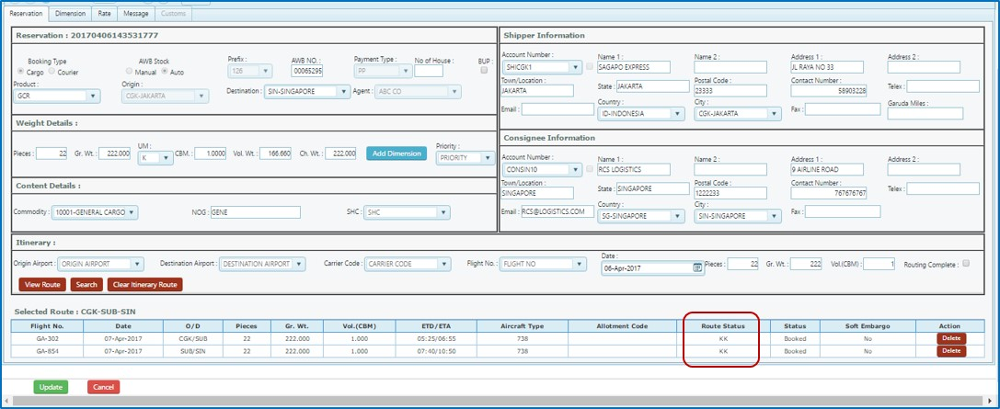 Reservation Dimension Rate Message Customs
Reservation : 20170406143531777
Booking Type AWB Stock Prefix : AWB NO. : Payment Type : No of House : BUP :
Cargo Courier Manual Auto 126 00065295 PP
Product : Origin :
GCR CGK-JAKARTA Destination : SIN-SINGAPORE Agent : ABC CO
Weight Details :
Pieces : 22 Gr. Wt. : 222.000 UM : K CBM. : 1.0000 Vol. Wt. : 166.660 Ch. Wt. : 222.000 Add Dimension Priority : PRIORITY
Content Details :
Commodity : 10001-GENERAL CARGO NOG : GENE SHC : SHC
Shipper Information
Account Number : Name 1 : Name 2 : Address 1 : Address 2 :
SHICGK1 SAGAPO EXPRESS JL RAYA NO 33
Town/Location : Postal Code : Contact Number :
JAKARTA State : JAKARTA 23333 58903228 Telex :
Email : Country : City : Fax : Garuda Miles :
ID-INDONESIA CGK-JAKARTA
Consignee Information
Account Number : Name 1 : Name 2 : Address 1 : Address 2 :
CONSIN10 RCS LOGISTICS 9 AIRLINE ROAD
Town/Location : Postal Code : Contact Number :
SINGAPORE State : SINGAPORE 1222233 767676767 Telex :
Country : City :
Email : RCS@LOGISTICS.COM SG-SINGAPORE SIN-SINGAPORE Fax :
Itinerary :
Origin Airport : ORIGIN AIRPORT Destination Airport : DESTINATION AIRPORT Carrier Code : CARRIER CODE Flight No. : FLIGHT NO Date : 06-Apr-2017 Pieces : 22 Gr. Wt. : 222 Vol.(CBM) : 1 Routing Complete :
View Route Search Clear Itinerary Route
Selected Route : CGK-SUB-SIN
Flight No. Date O/D Pieces Gr. Wt. Vol.(CBM) ETD/ETA Aircraft Type Allotment Code Route Status Status Soft Embargo Action
GA-302 07-Apr-2017 CGK/SUB 22 222.000 1.000 05:25/06:55 738 KK Booked No Delete
GA-854 07-Apr-2017 SUB/SIN 22 222.000 1.000 07:40/10:50 738 KK Booked No Delete
Update Cancel